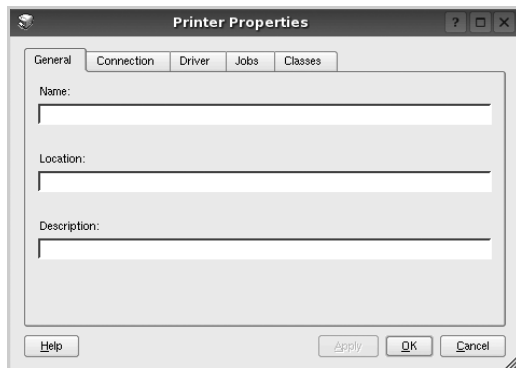 Printer Properties
?
General Connection Driver Jobs Classes
Name:
Location:
Description:
Help Apply OK Cancel